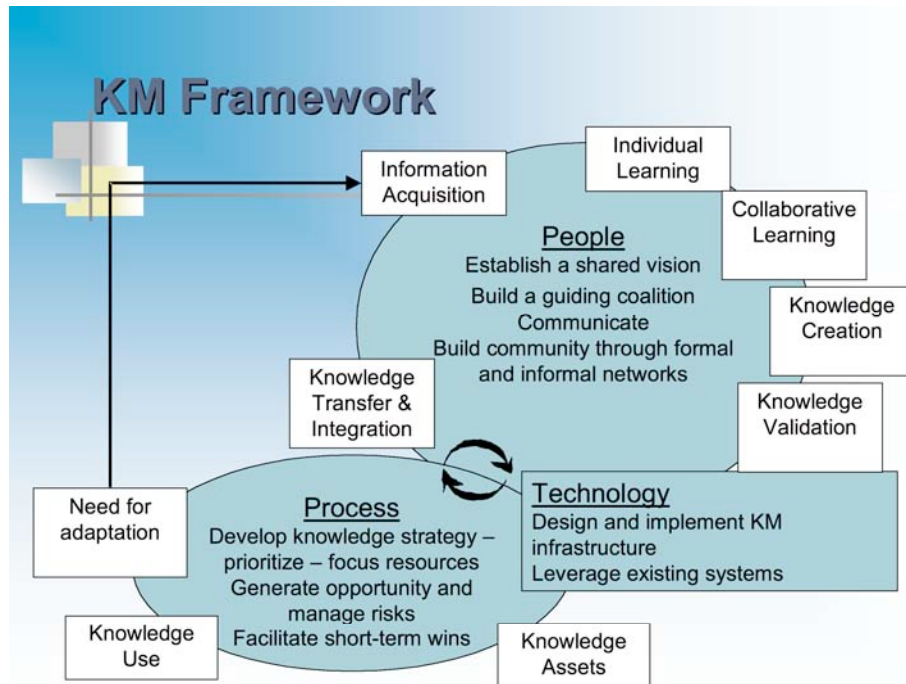 KM Framework
Information
Acquisition
Individual
Learning
Collaborative
Learning
People
Establish a shared vision
Build a guiding coalition
Communicate
Build community through formal
and informal networks
Knowledge
Creation
Knowledge
Transfer &
Integration
Knowledge
Validation
Need for
adaptation
Process
Develop knowledge strategy –
prioritize – focus resources
Generate opportunity and
manage risks
Facilitate short-term wins
Technology
Design and implement KM
infrastructure
Leverage existing systems
Knowledge
Use
Knowledge
Assets